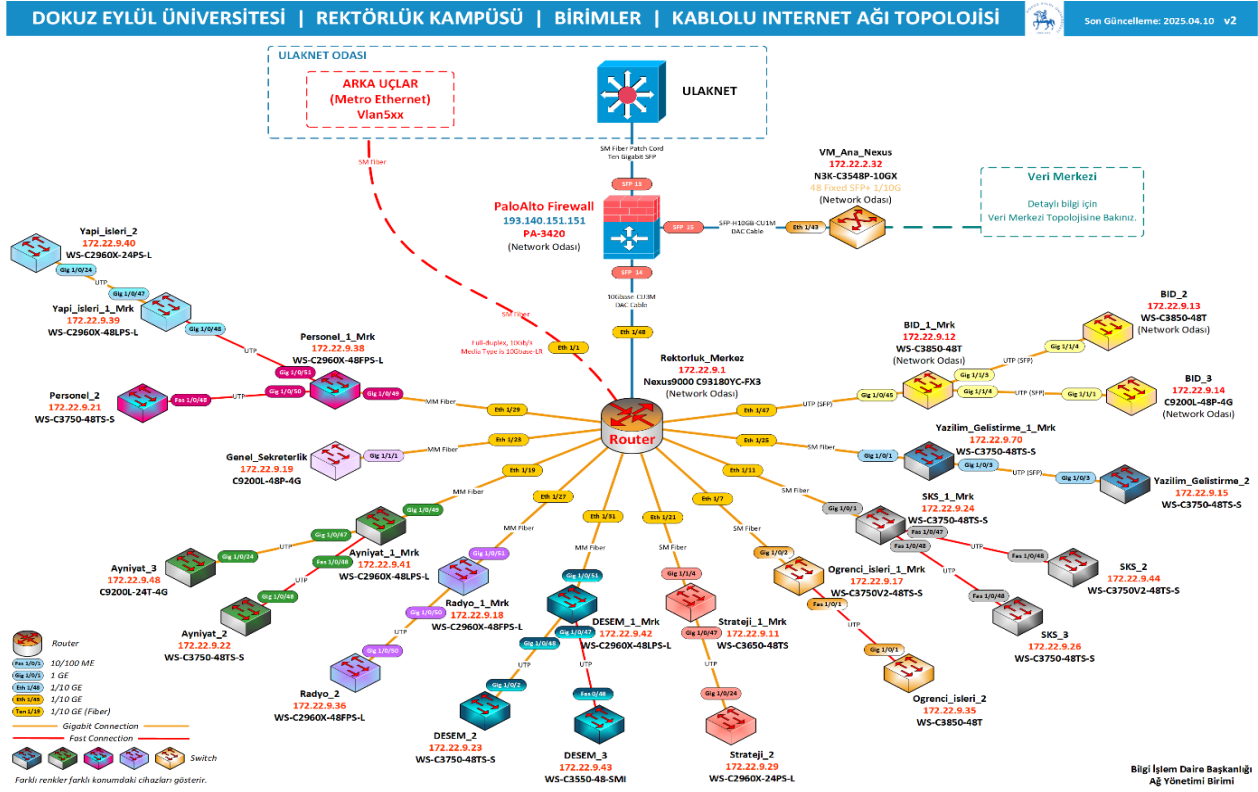 DOKUZ EYLÜL ÜNİVERSİTESİ | REKTÖRLÜK KAMPÜSÜ | BİRİMLER | KABLOLU INTERNET AĞI TOPOLOJİSİ
Son Güncelleme: 2025.04.10 v2
ULAKNET ODASI
ARKA UÇLAR
(Metro Ethernet)
Vlan5xx
ULAKNET
SM Fiber
SM Fiber Patch Cord
Ten Gigabit SFP
SFP 13
PaloAlto Firewall
193.140.151.151
PA-3420
(Network Odası)
SFP 15
SFP-H10GB-CU1M
DAC Cable
Eth 1/43
VM_Ana_Nexus
172.22.2.32
N3K-C3548P-10GX
48 Fixed SFP+ 1/10G
(Network Odası)
Veri Merkezi
Detaylı bilgi için
Veri Merkezi Topolojisine Bakınız.
SFP 14
10Gbase-CU3M
DAC Cable
Eth 1/48
SM Fiber
Full-duplex, 10Gb/s
Media Type is 10Gbase-LR
Eth 1/1
Rektorluk_Merkez
172.22.9.1
Nexus9000 C93180YC-FX3
(Network Odası)
Router
Yapi_isleri_2
172.22.9.40
WS-C2960X-24PS-L
Gig 1/0/24
UTP
Gig 1/0/47
Yapi_isleri_1_Mrk
172.22.9.39
WS-C2960X-48LPS-L
Gig 1/0/48
UTP
Personel_1_Mrk
172.22.9.38
WS-C2960X-48FPS-L
Gig 1/0/51
Gig 1/0/50
Gig 1/0/49
MM Fiber
Eth 1/29
Personel_2
172.22.9.21
WS-C3750-48TS-S
Fas 1/0/48
UTP
Genel_Sekreterlik
172.22.9.19
C9200L-48P-4G
Gig 1/1/1
MM Fiber
Eth 1/28
Eth 1/19
MM Fiber
Gig 1/0/49
Ayniyat_1_Mrk
172.22.9.41
WS-C2960X-48LPS-L
Gig 1/0/47
Fas 1/0/48
UTP
Gig 1/0/24
Ayniyat_3
172.22.9.48
C9200L-24T-4G
UTP
Gig 1/0/48
Ayniyat_2
172.22.9.22
WS-C3750-48TS-S
Eth 1/27
MM Fiber
Gig 1/0/51
Radyo_1_Mrk
172.22.9.18
WS-C2960X-48FPS-L
Gig 1/0/50
UTP
Gig 1/0/50
Radyo_2
172.22.9.36
WS-C2960X-48FPS-L
Eth 1/31
MM Fiber
Gig 1/0/51
DESEM_1_Mrk
172.22.9.42
WS-C2960X-48LPS-L
Gig 1/0/47
Gig 1/0/48
UTP
Gig 1/0/2
DESEM_2
172.22.9.23
WS-C3750-48TS-S
UTP
Fas 0/48
DESEM_3
172.22.9.43
WS-C3550-48-SMI
Eth 1/21
SM Fiber
Gig 1/1/4
Strateji_1_Mrk
172.22.9.11
WS-C3650-48TS
Gig 1/0/47
UTP
Gig 1/0/24
Strateji_2
172.22.9.29
WS-C2960X-24PS-L
Eth 1/7
SM Fiber
Gig 1/0/2
Ogrenci_isleri_1_Mrk
172.22.9.17
WS-C3750V2-48TS-S
Fas 1/0/1
UTP
Gig 1/0/1
Ogrenci_isleri_2
172.22.9.35
WS-C3850-48T
Eth 1/11
SM Fiber
Gig 1/0/1
SKS_1_Mrk
172.22.9.24
WS-C3750-48TS-S
Fas 1/0/47
Fas 1/0/48
UTP
Fas 1/0/48
SKS_2
172.22.9.44
WS-C3750V2-48TS-S
UTP
Fas 1/0/48
SKS_3
172.22.9.26
WS-C3750-48TS-S
Eth 1/25
SM Fiber
Gig 1/0/1
Yazilim_Gelistirme_1_Mrk
172.22.9.70
WS-C3750-48TS-S
Gig 1/0/3
UTP (SFP)
Gig 1/0/3
Yazilim_Gelistirme_2
172.22.9.15
WS-C3750-48TS-S
Eth 1/47
UTP (SFP)
Gig 1/0/45
BID_1_Mrk
172.22.9.12
WS-C3850-48T
(Network Odası)
Gig 1/1/3
Gig 1/1/4
UTP (SFP)
Gig 1/1/4
BID_2
172.22.9.13
WS-C3850-48T
(Network Odası)
UTP (SFP)
Gig 1/1/1
BID_3
172.22.9.14
C9200L-48P-4G
(Network Odası)
Router
Fas 1/0/1 10/100 ME
Gig 1/0/1 1 GE
Eth 1/48 1/10 GE
Eth 1/49 1/10 GE
Ten 1/19 1/10 GE (Fiber)
Gigabit Connection
Fast Connection
Switch
Farklı renkler farklı konumdaki cihazları gösterir.
Bilgi İşlem Daire Başkanlığı
Ağ Yönetimi Birimi